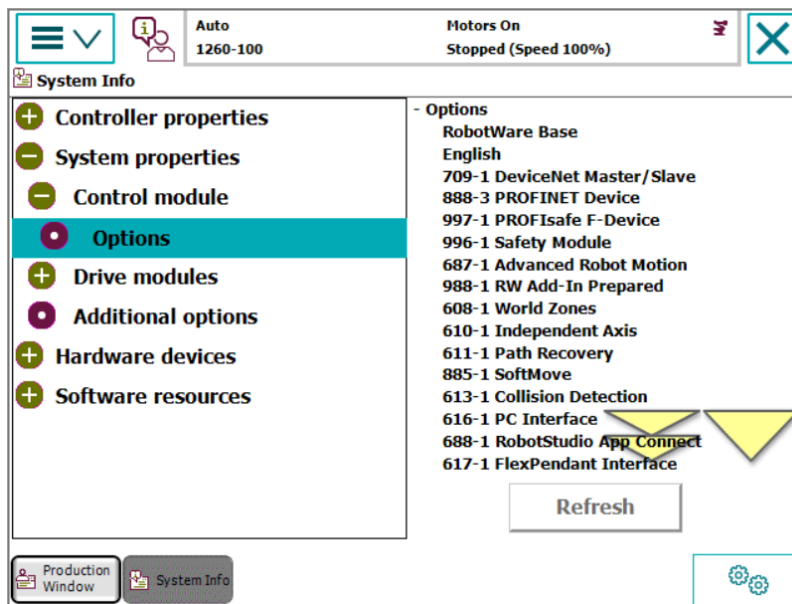 Auto
1260-100
Motors On
Stopped (Speed 100%)
System Info
Controller properties
System properties
Control module
Options
Drive modules
Additional options
Hardware devices
Software resources
- Options
RobotWare Base
English
709-1 DeviceNet Master/Slave
888-3 PROFINET Device
997-1 PROFIsafe F-Device
996-1 Safety Module
687-1 Advanced Robot Motion
988-1 RW Add-In Prepared
608-1 World Zones
610-1 Independent Axis
611-1 Path Recovery
885-1 SoftMove
613-1 Collision Detection
616-1 PC Interface
688-1 RobotStudio App Connect
617-1 FlexPendant Interface
Refresh
Production
Window
System Info